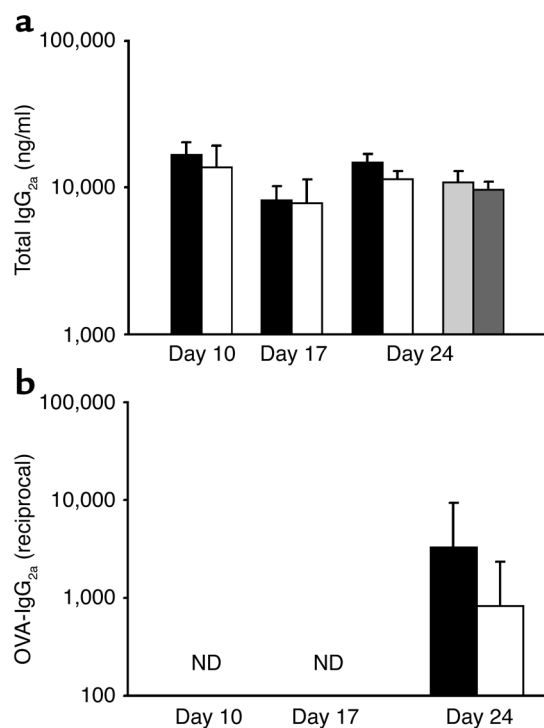 a
100,000
10,000
1,000
Total IgG2a (ng/ml)
Day 10 Day 17 Day 24
b
100,000
10,000
1,000
100
OVA-IgG2a (reciprocal)
ND ND
Day 10 Day 17 Day 24